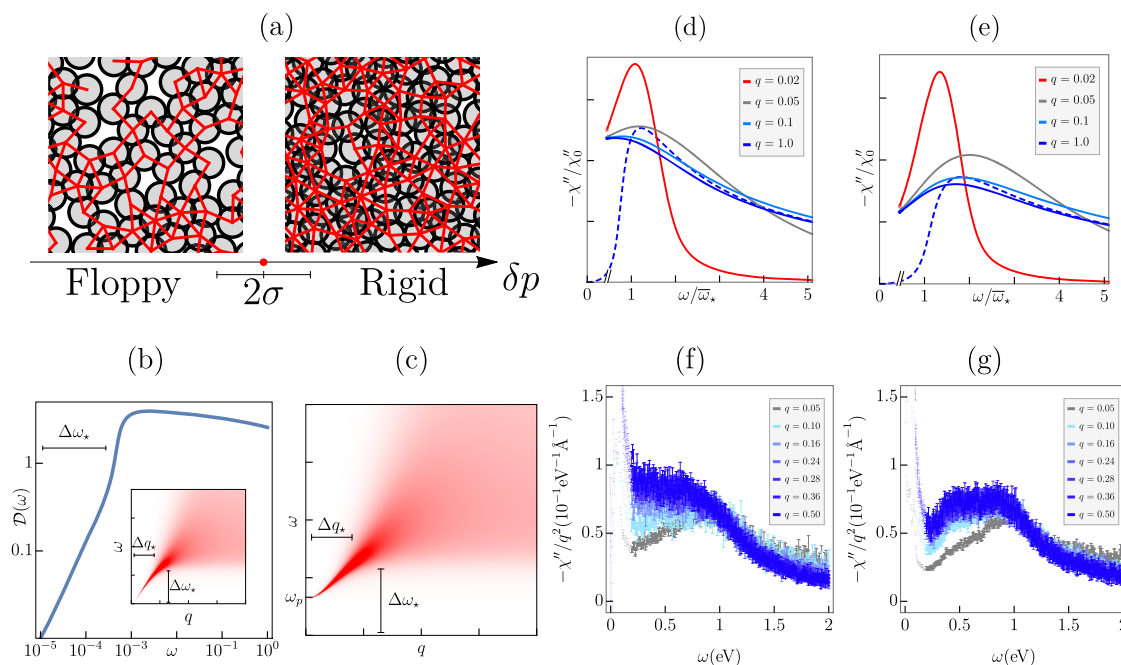 (a)
Floppy
2σ
Rigid
δp
(b)
D(ω)
1
0.1
Δω⋆
10⁻⁵
10⁻⁴
10⁻³
ω
10⁻¹
10⁰
ω
Δq⋆
Δω⋆
q
(c)
ω
ω_p
Δq⋆
Δω⋆
q
(d)
−χ″/χ″₀
q = 0.02
q = 0.05
q = 0.1
q = 1.0
0
1
ω/ω̅⋆
4
5
(e)
−χ″/χ″₀
q = 0.02
q = 0.05
q = 0.1
q = 1.0
0
1
ω/ω̅⋆
4
5
(f)
−χ″/q²(10⁻¹eV⁻¹Å⁻¹)
1.5
1
0.5
0
q = 0.05
q = 0.10
q = 0.16
q = 0.24
q = 0.28
q = 0.36
q = 0.50
0
0.5
1
1.5
2
ω(eV)
(g)
−χ″/q²(10⁻¹eV⁻¹Å⁻¹)
1.5
1
0.5
0
q = 0.05
q = 0.10
q = 0.16
q = 0.24
q = 0.28
q = 0.36
q = 0.50
0
0.5
1
1.5
2
ω(eV)